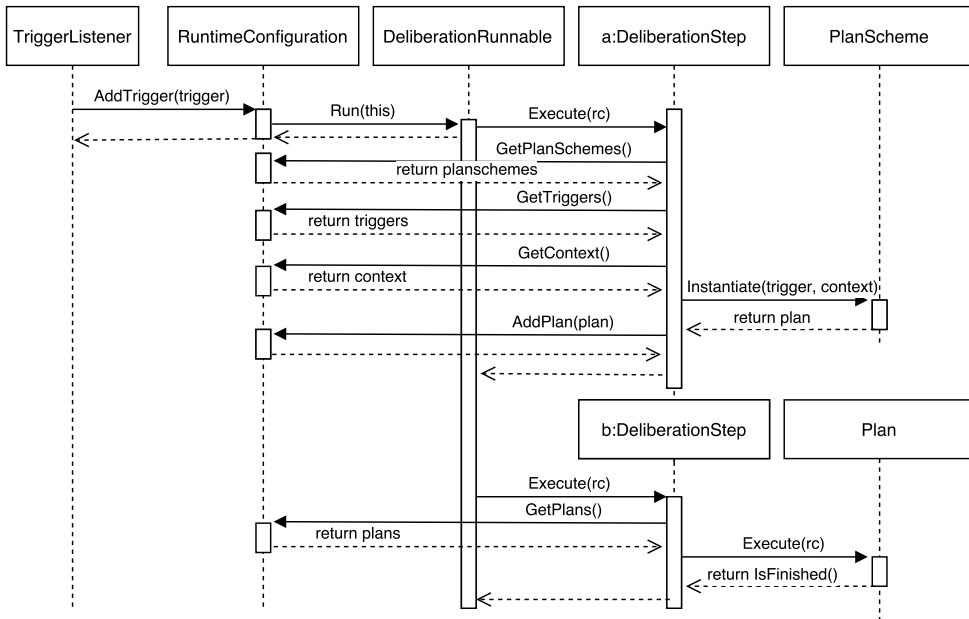 TriggerListener
RuntimeConfiguration
DeliberationRunnable
a:DeliberationStep
PlanScheme
AddTrigger(trigger)
Run(this)
Execute(rc)
GetPlanSchemes()
return planschemes
GetTriggers()
return triggers
GetContext()
return context
Instantiate(trigger, context)
return plan
AddPlan(plan)
b:DeliberationStep
Plan
Execute(rc)
GetPlans()
return plans
Execute(rc)
return IsFinished()